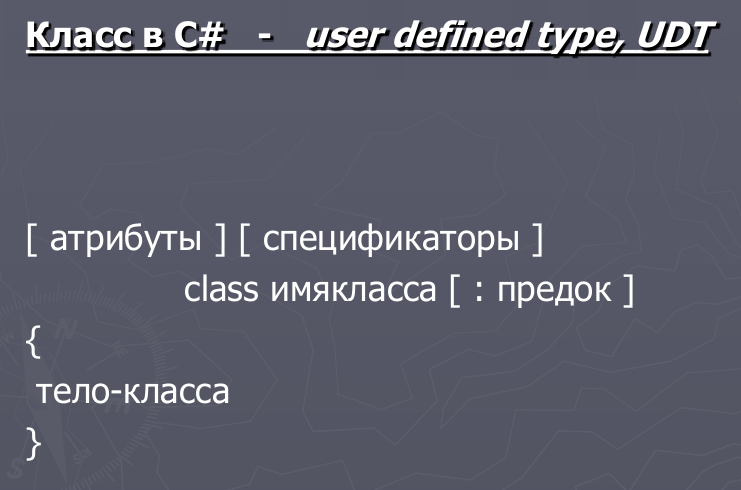 Класс в C# - user defined type, UDT
[ атрибуты ] [ спецификаторы ]
class имякласса [ : предок ]
{
тело-класса
}